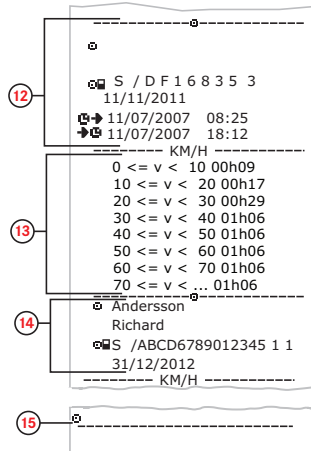 12
S / D F 1 6 8 3 5 3
11/11/2011
11/07/2007 08:25
11/07/2007 18:12
------- KM/H -------
13
0 <= v < 10 00h09
10 <= v < 20 00h17
20 <= v < 30 00h29
30 <= v < 40 01h06
40 <= v < 50 01h06
50 <= v < 60 01h06
60 <= v < 70 01h06
70 <= v < ... 01h06
14
Andersson
Richard
S /ABCD6789012345 1 1
31/12/2012
------- KM/H -------
15